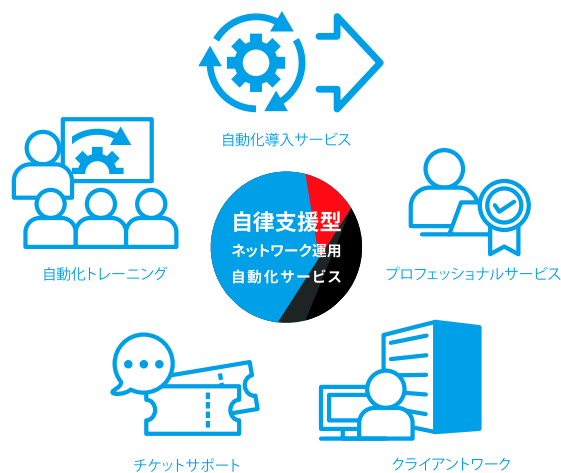 自動化導入サービス
自動化トレーニング
自律支援型
ネットワーク運用
自動化サービス
プロフェッショナルサービス
チケットサポート
クライアントワーク